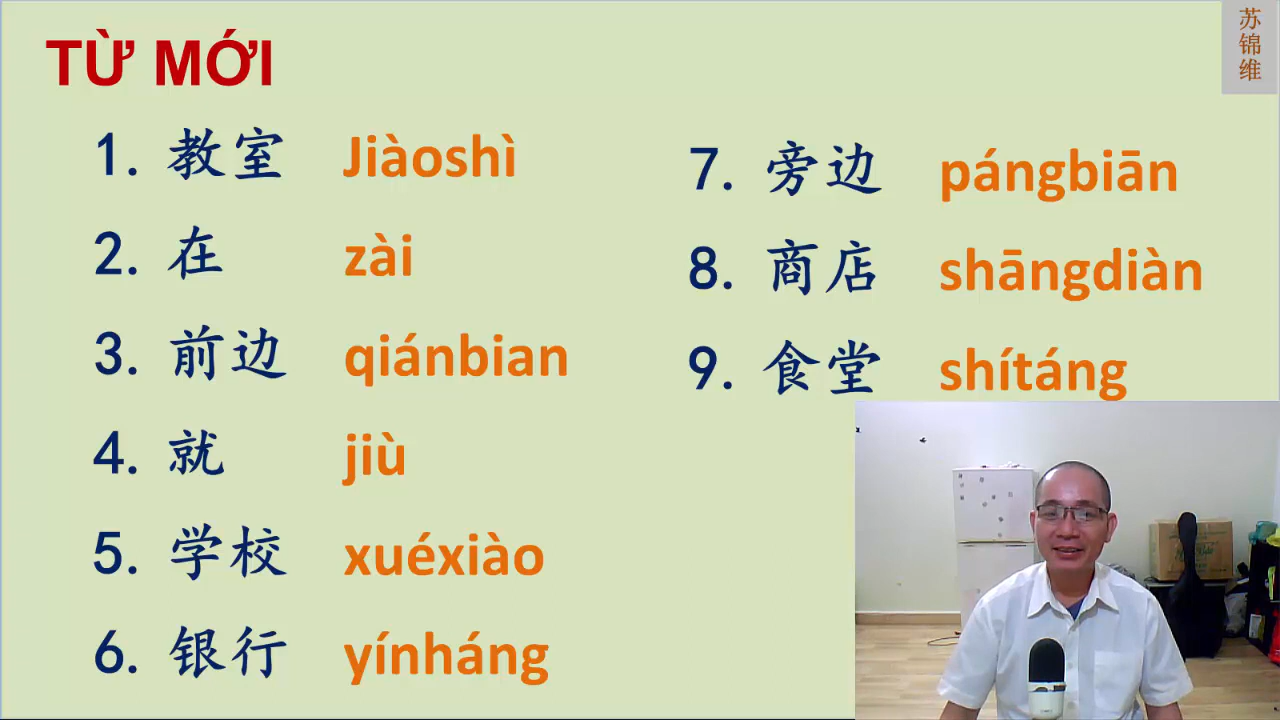 TỪ MỚI
1. 教室 Jiàoshì
2. 在 zài
3. 前边 qiánbian
4. 就 jiù
5. 学校 xuéxiào
6. 银行 yínháng
7. 旁边 pángbiān
8. 商店 shāngdiàn
9. 食堂 shítáng
苏锦维